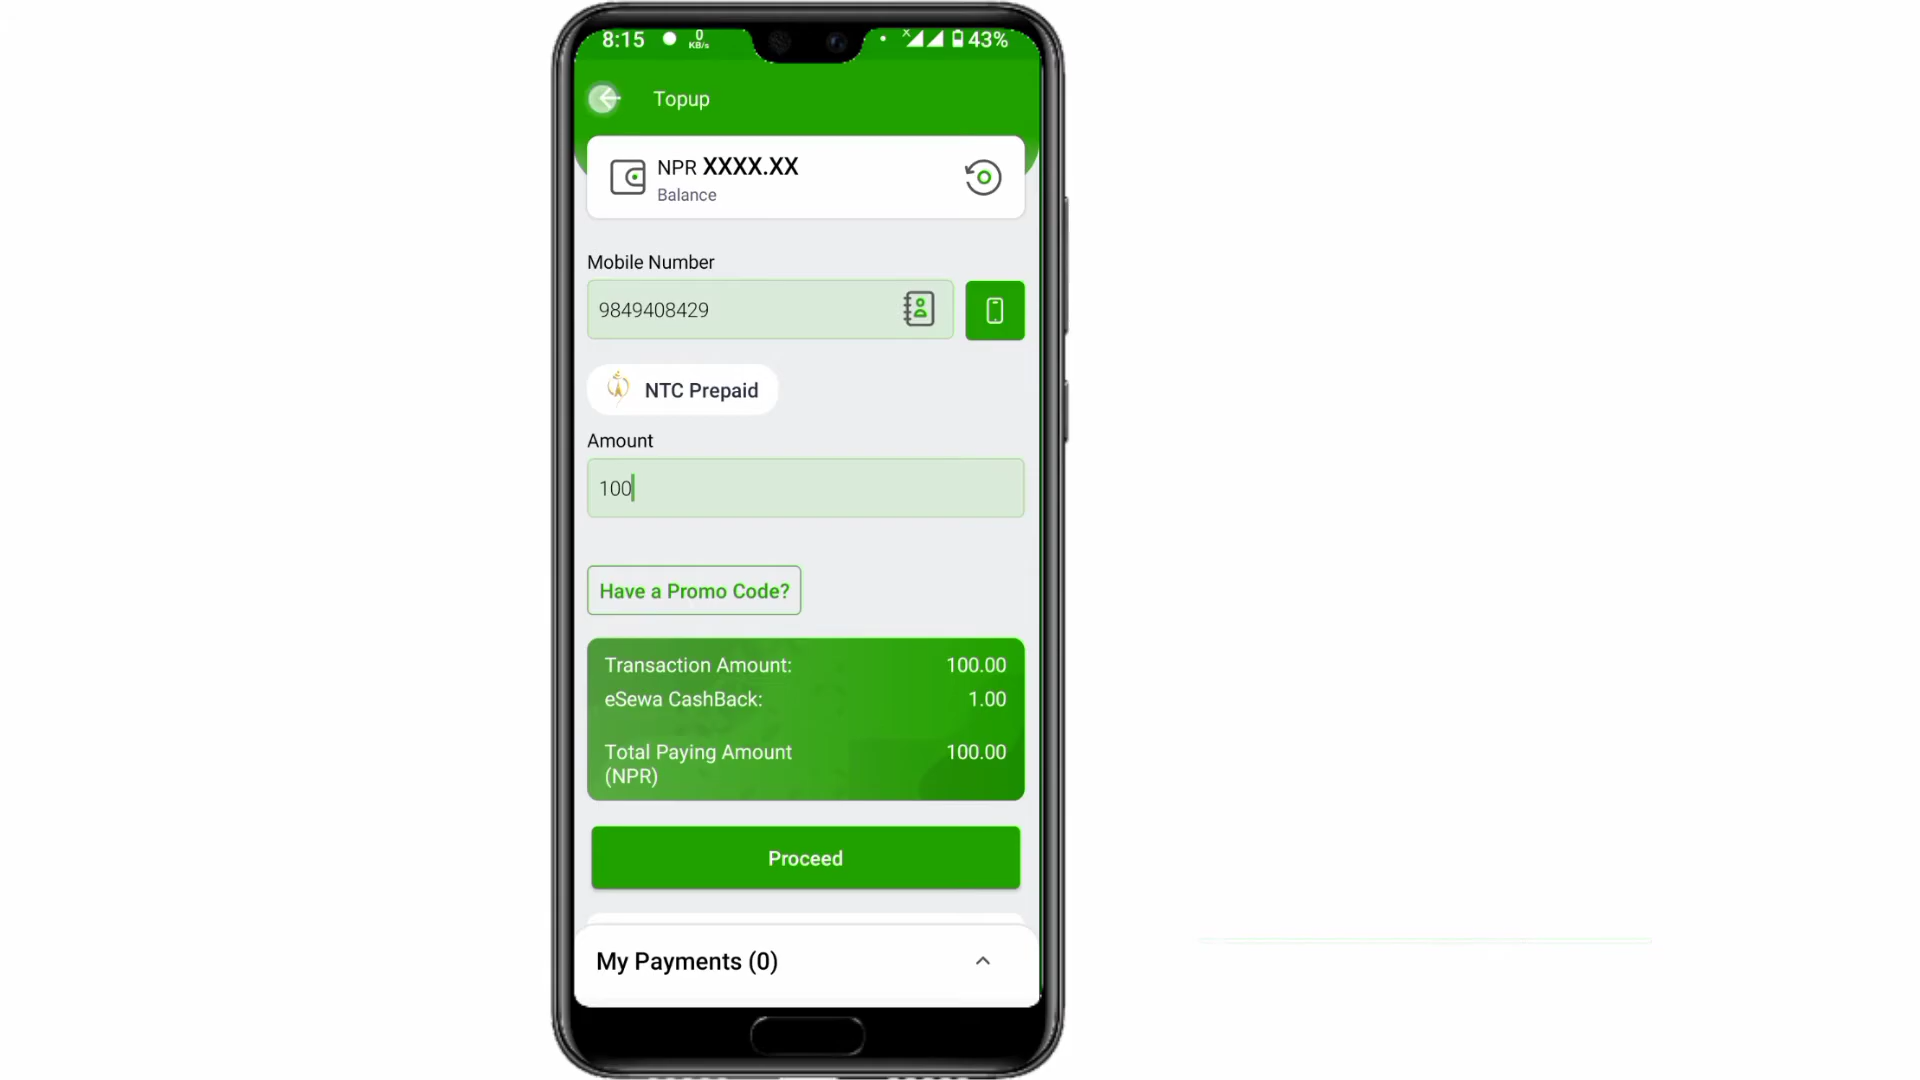 8:15 0 KB/s 43%
Topup
NPR XXXX.XX
Balance
Mobile Number
9849408429
NTC Prepaid
Amount
100
Have a Promo Code?
Transaction Amount: 100.00
eSewa CashBack: 1.00
Total Paying Amount 100.00
(NPR)
Proceed
My Payments (0)